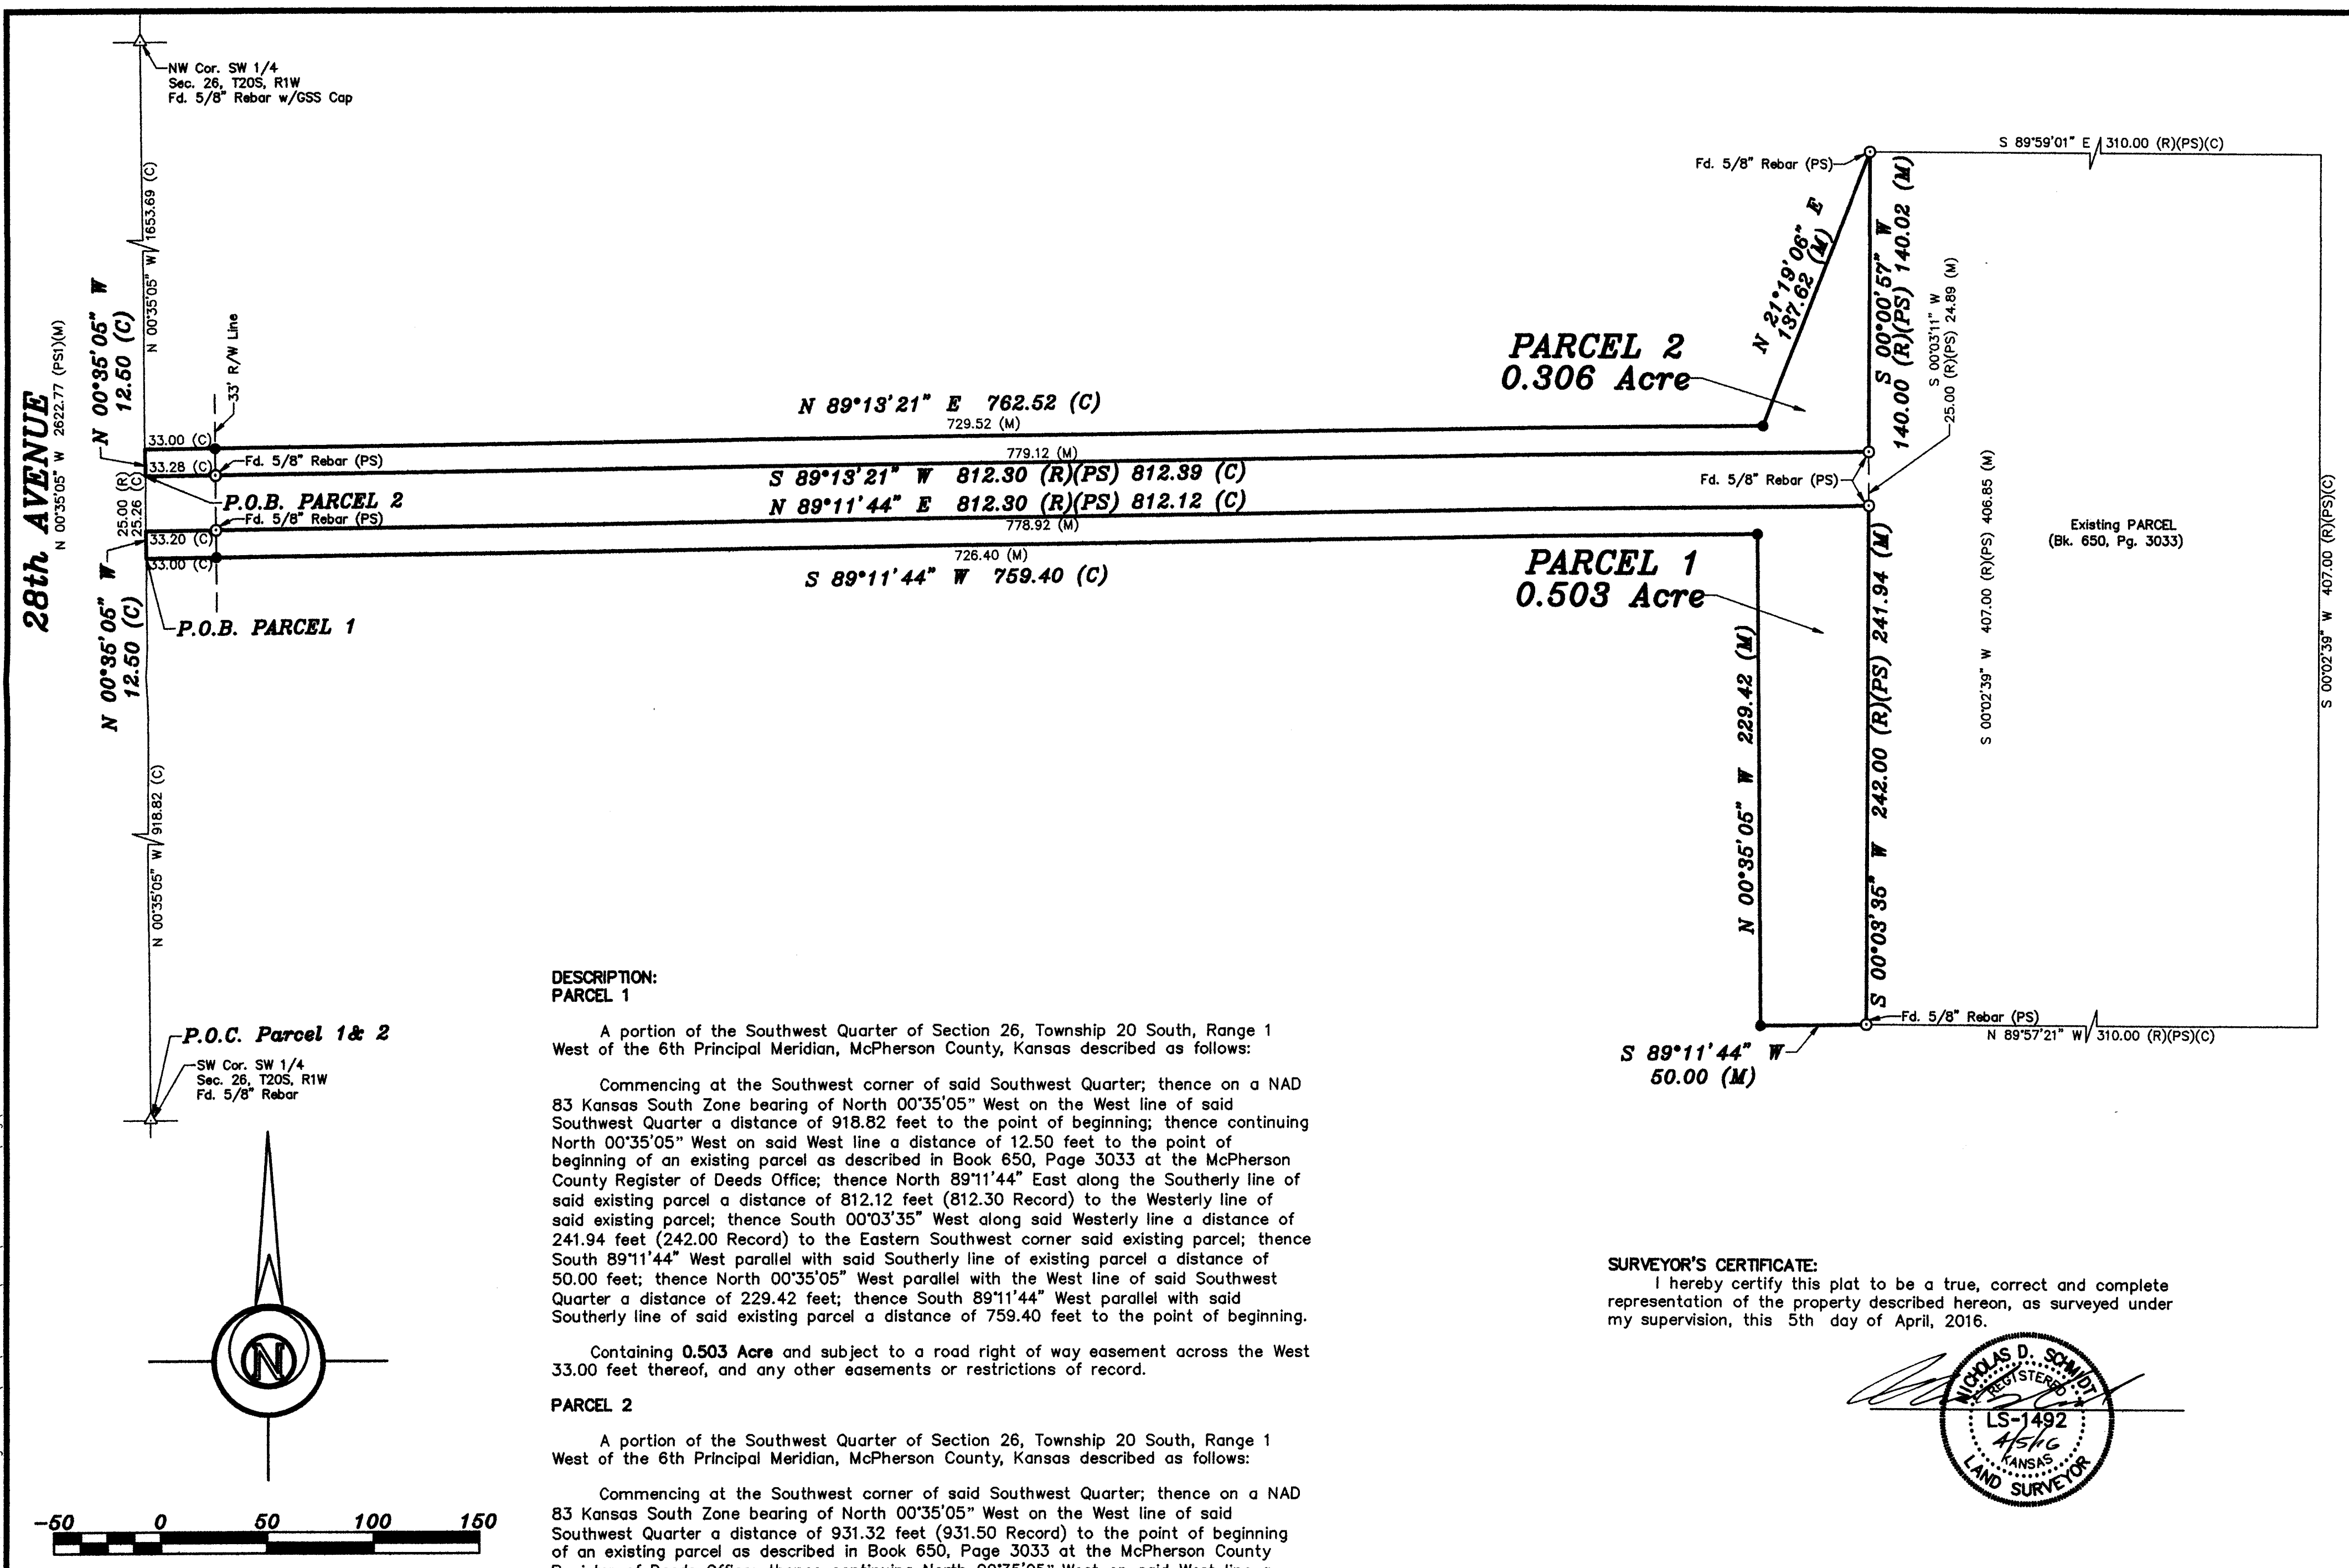 NW Cor. SW 1/4
Sec. 26, T20S, R1W
Fd. 5/8" Rebar w/GSS Cap
N 00°35'05" W 1653.69 (C)
N 00°35'05" W
12.50 (C)
28th AVENUE
N 00°35'05" W 2622.77 (PS1)(M)
33' R/W Line
33.00 (C)
33.28 (C)
Fd. 5/8" Rebar (PS)
P.O.B. PARCEL 2
25.00 (R)
25.26 (C)
Fd. 5/8" Rebar (PS)
33.20 (C)
33.00 (C)
N 00°35'05" W
12.50 (C)
P.O.B. PARCEL 1
N 00°35'05" W 918.82 (C)
N 89°13'21" E 762.52 (C)
729.52 (M)
779.12 (M)
S 89°13'21" W 812.30 (R)(PS) 812.39 (C)
N 89°11'44" E 812.30 (R)(PS) 812.12 (C)
778.92 (M)
726.40 (M)
S 89°11'44" W 759.40 (C)
Fd. 5/8" Rebar (PS)
S 89°59'01" E 310.00 (R)(PS)(C)
N 21°19'06" E
137.62 (M)
PARCEL 2
0.306 Acre
S 00°00'57" W
140.00 (R)(PS) 140.02 (M)
S 00°03'11" W
25.00 (R)(PS) 24.89 (M)
Fd. 5/8" Rebar (PS)
PARCEL 1
0.503 Acre
N 00°35'05" W 229.42 (M)
S 00°03'35" W 242.00 (R)(PS) 241.94 (M)
S 00°02'39" W 407.00 (R)(PS) 406.85 (M)
Existing PARCEL
(Bk. 650, Pg. 3033)
S 00°02'39" W 407.00 (R)(PS)(C)
Fd. 5/8" Rebar (PS)
N 89°57'21" W 310.00 (R)(PS)(C)
S 89°11'44" W
50.00 (M)
P.O.C. Parcel 1& 2
SW Cor. SW 1/4
Sec. 26, T20S, R1W
Fd. 5/8" Rebar
N
-50 0 50 100 150
DESCRIPTION:
PARCEL 1
A portion of the Southwest Quarter of Section 26, Township 20 South, Range 1
West of the 6th Principal Meridian, McPherson County, Kansas described as follows:
Commencing at the Southwest corner of said Southwest Quarter; thence on a NAD
83 Kansas South Zone bearing of North 00°35'05" West on the West line of said
Southwest Quarter a distance of 918.82 feet to the point of beginning; thence continuing
North 00°35'05" West on said West line a distance of 12.50 feet to the point of
beginning of an existing parcel as described in Book 650, Page 3033 at the McPherson
County Register of Deeds Office; thence North 89°11'44" East along the Southerly line of
said existing parcel a distance of 812.12 feet (812.30 Record) to the Westerly line of
said existing parcel; thence South 00°03'35" West along said Westerly line a distance of
241.94 feet (242.00 Record) to the Eastern Southwest corner said existing parcel; thence
South 89°11'44" West parallel with said Southerly line of existing parcel a distance of
50.00 feet; thence North 00°35'05" West parallel with the West line of said Southwest
Quarter a distance of 229.42 feet; thence South 89°11'44" West parallel with said
Southerly line of said existing parcel a distance of 759.40 feet to the point of beginning.
Containing 0.503 Acre and subject to a road right of way easement across the West
33.00 feet thereof, and any other easements or restrictions of record.
PARCEL 2
A portion of the Southwest Quarter of Section 26, Township 20 South, Range 1
West of the 6th Principal Meridian, McPherson County, Kansas described as follows:
Commencing at the Southwest corner of said Southwest Quarter; thence on a NAD
83 Kansas South Zone bearing of North 00°35'05" West on the West line of said
Southwest Quarter a distance of 931.32 feet (931.50 Record) to the point of beginning
of an existing parcel as described in Book 650, Page 3033 at the McPherson County
SURVEYOR'S CERTIFICATE:
I hereby certify this plat to be a true, correct and complete
representation of the property described hereon, as surveyed under
my supervision, this 5th day of April, 2016.
NICHOLAS D. SCHMIDT
REGISTERED
LS-1492
4/5/16
KANSAS
LAND SURVEYOR